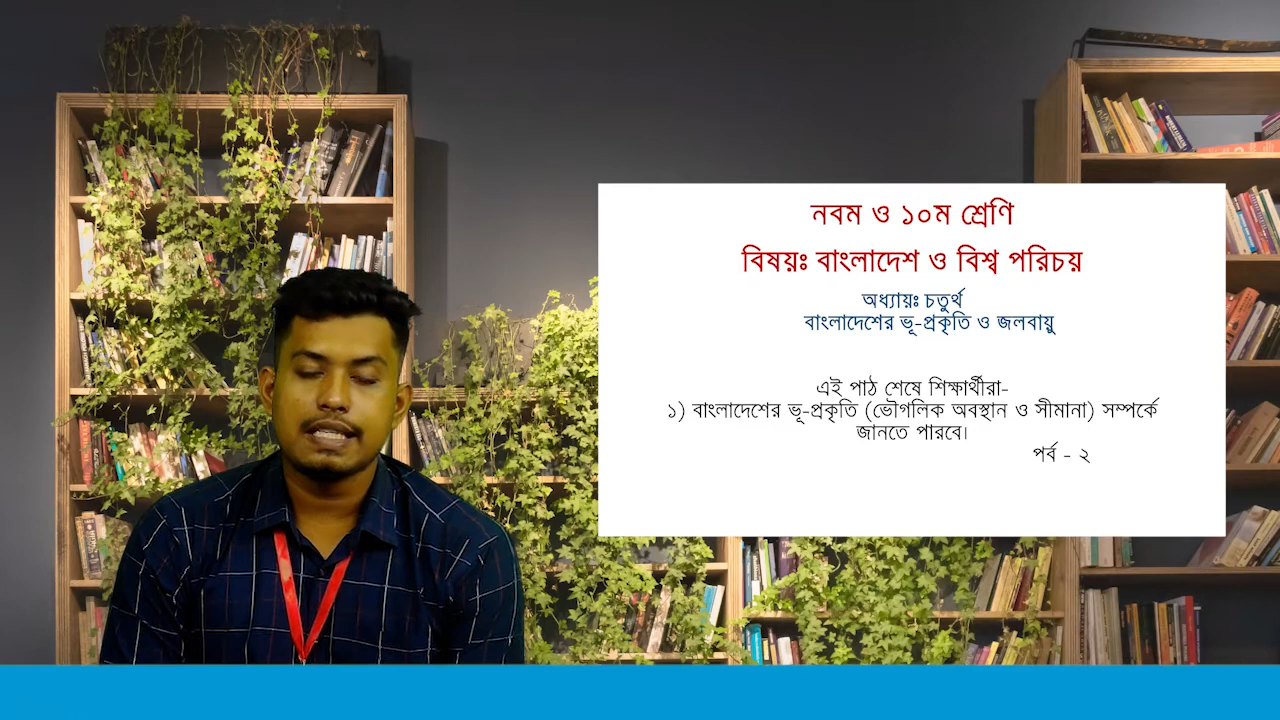 নবম ও ১০ম শ্রেণি
বিষয়ঃ বাংলাদেশ ও বিশ্ব পরিচয়
অধ্যায়ঃ চতুর্থ
বাংলাদেশের ভূ-প্রকৃতি ও জলবায়ু
এই পাঠ শেষে শিক্ষার্থীরা-
১) বাংলাদেশের ভূ-প্রকৃতি (ভৌগলিক অবস্থান ও সীমানা) সম্পর্কে
জানতে পারবে।
পর্ব - ২